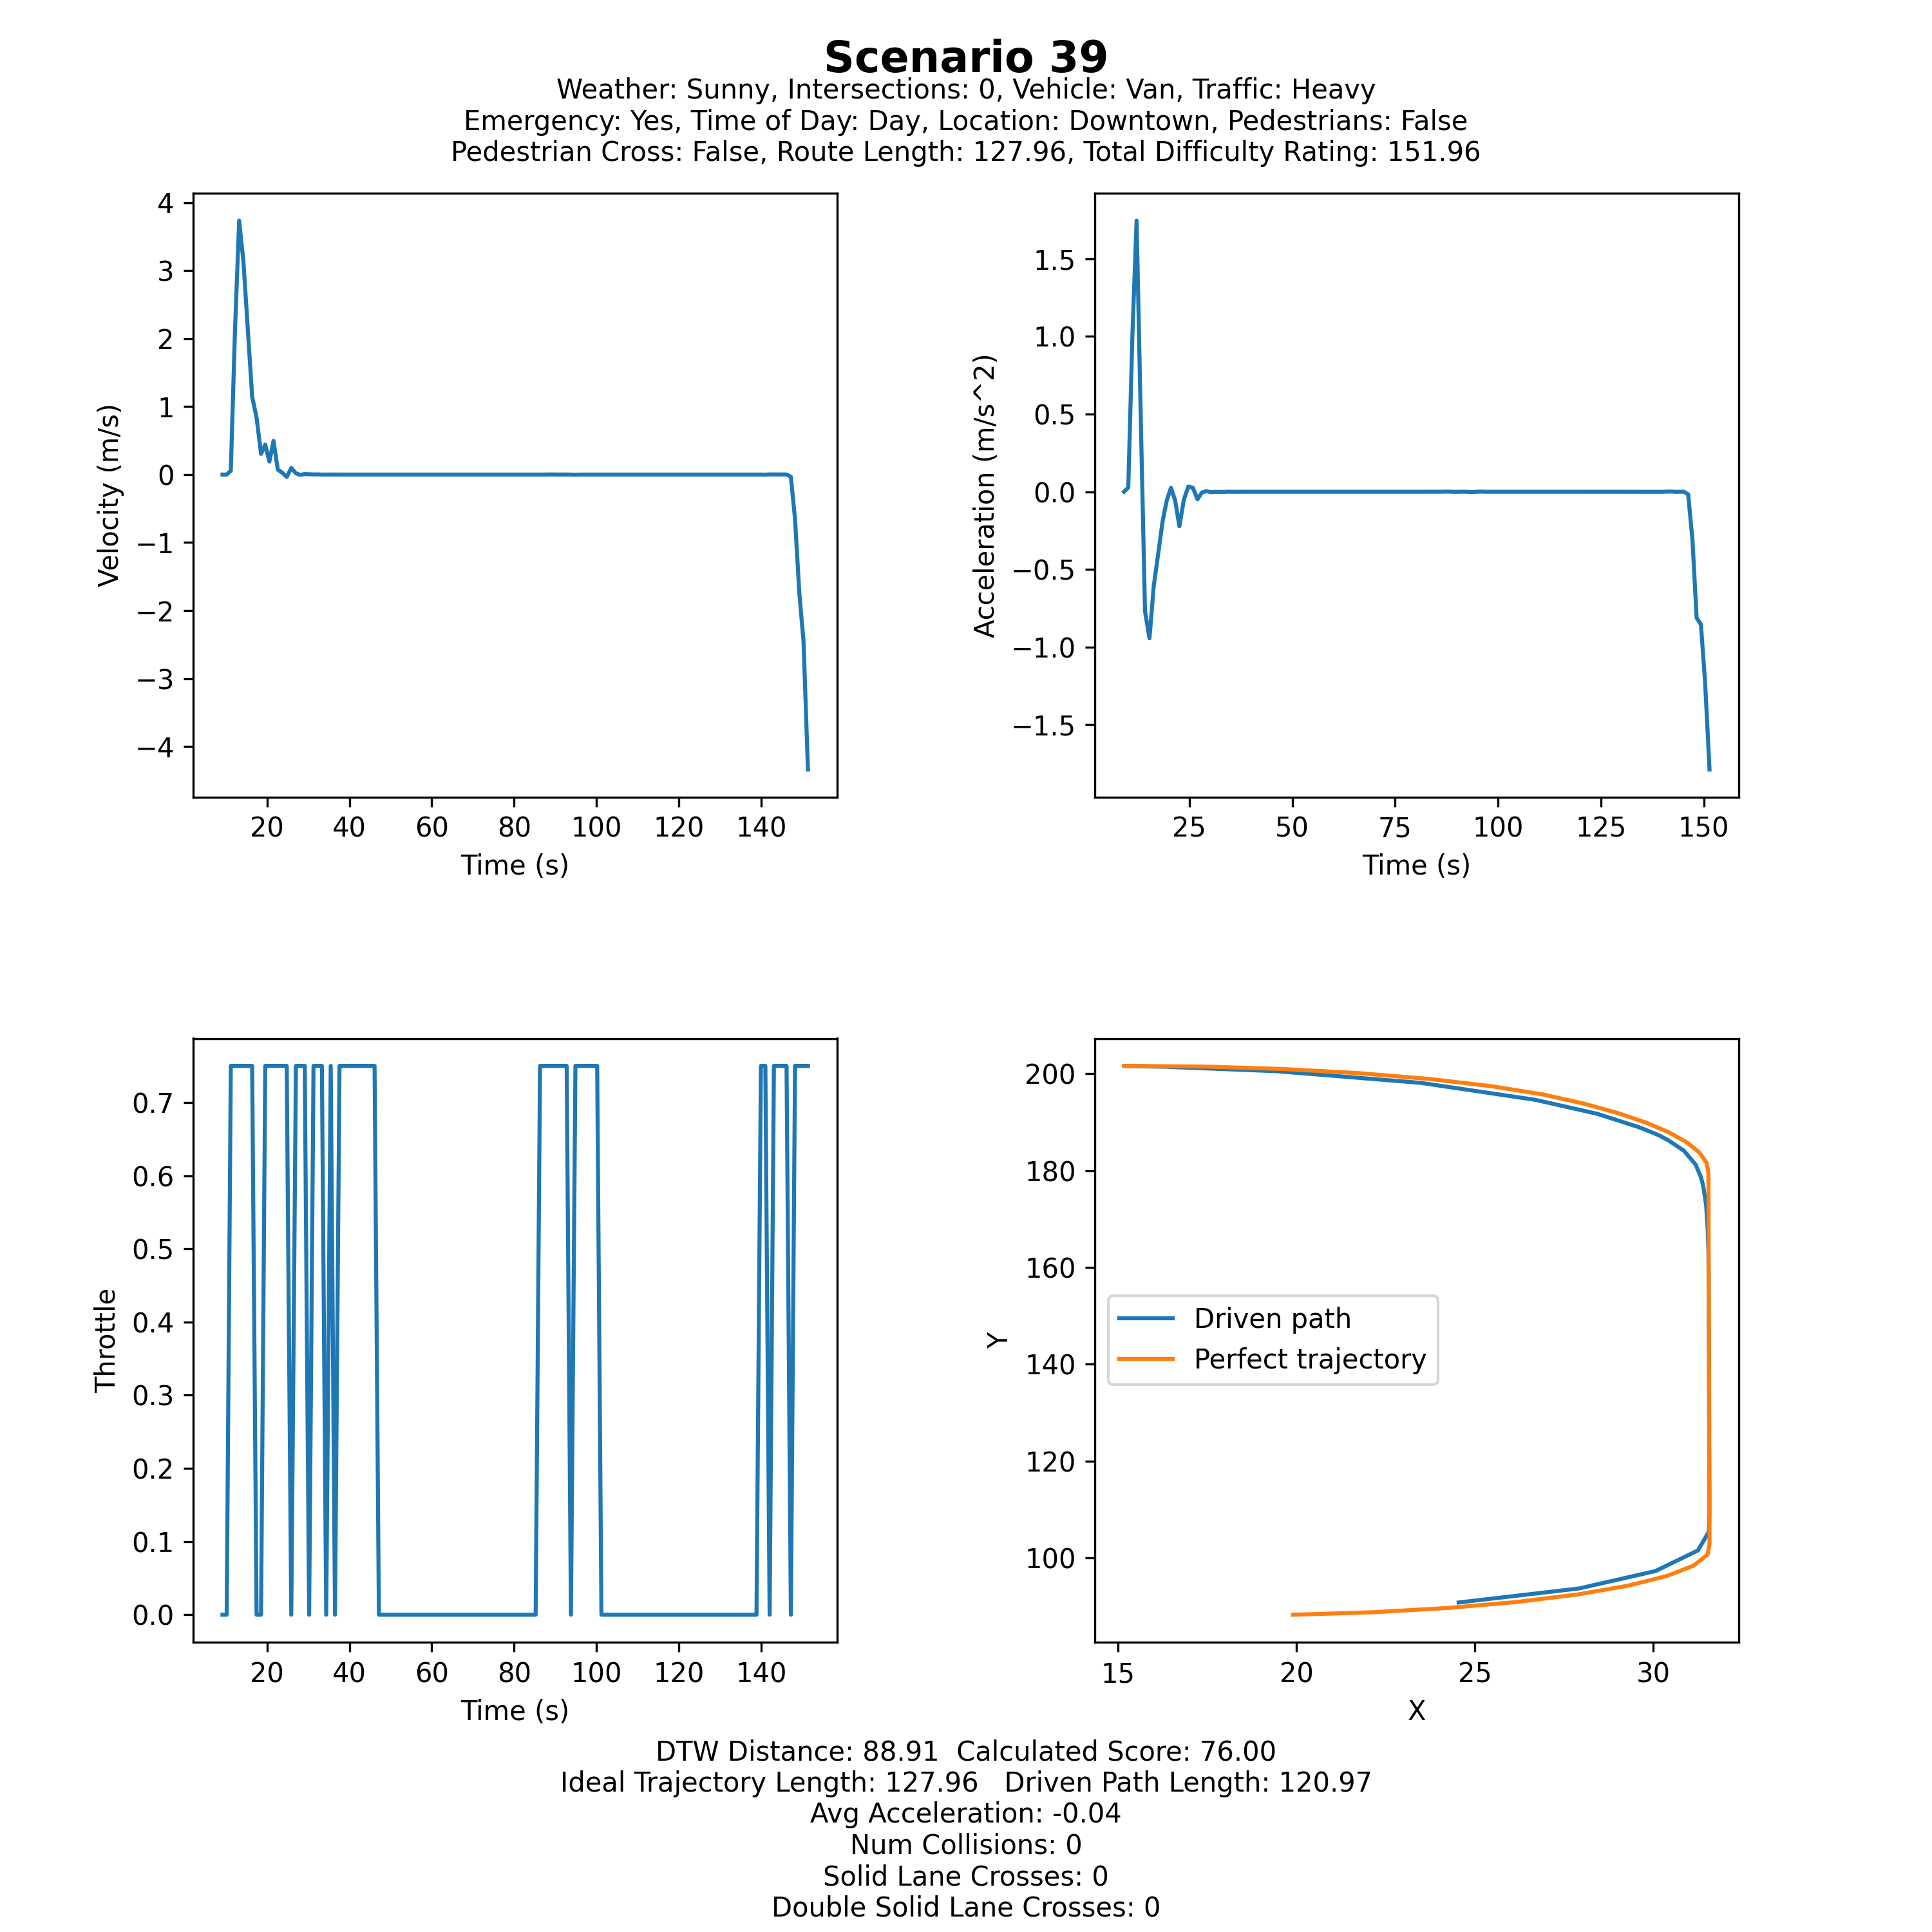 Scenario 39
Weather: Sunny, Intersections: 0, Vehicle: Van, Traffic: Heavy
Emergency: Yes, Time of Day: Day, Location: Downtown, Pedestrians: False
Pedestrian Cross: False, Route Length: 127.96, Total Difficulty Rating: 151.96
4
3
2
1
0
−1
−2
−3
−4
Velocity (m/s)
20 40 60 80 100 120 140
Time (s)
1.5
1.0
0.5
0.0
−0.5
−1.0
−1.5
Acceleration (m/s^2)
25 50 75 100 125 150
Time (s)
0.7
0.6
0.5
0.4
0.3
0.2
0.1
0.0
Throttle
20 40 60 80 100 120 140
Time (s)
200
180
160
140
120
100
Y
Driven path
Perfect trajectory
15 20 25 30
X
DTW Distance: 88.91 Calculated Score: 76.00
Ideal Trajectory Length: 127.96 Driven Path Length: 120.97
Avg Acceleration: -0.04
Num Collisions: 0
Solid Lane Crosses: 0
Double Solid Lane Crosses: 0